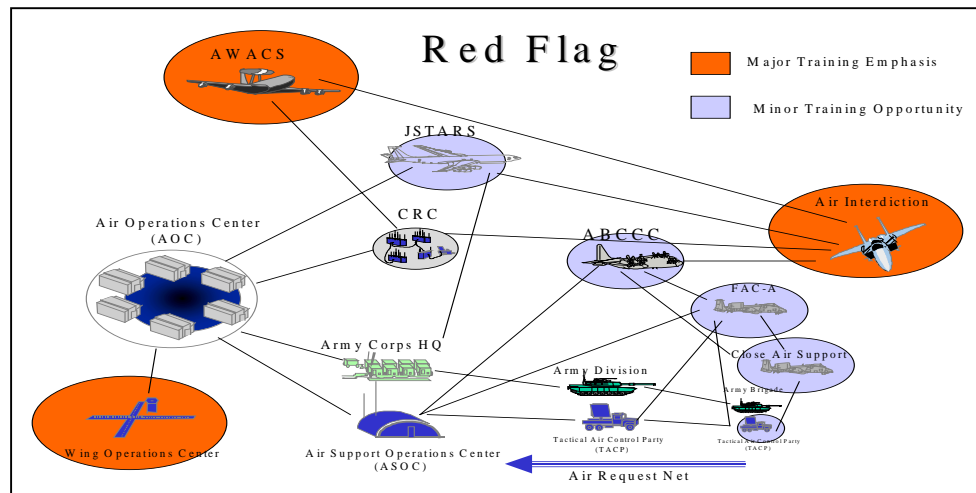 Red Flag
AWACS
Major Training Emphasis
Minor Training Opportunity
JSTARS
Air Interdiction
Air Operations Center
(AOC)
CRC
ABCCC
FAC-A
Army Corps HQ
Close Air Support
Army Division
Army Brigade
Wing Operations Center
Air Support Operations Center
(ASOC)
Tactical Air Control Party
(TACP)
Tactical Air Control Party
(TACP)
Air Request Net